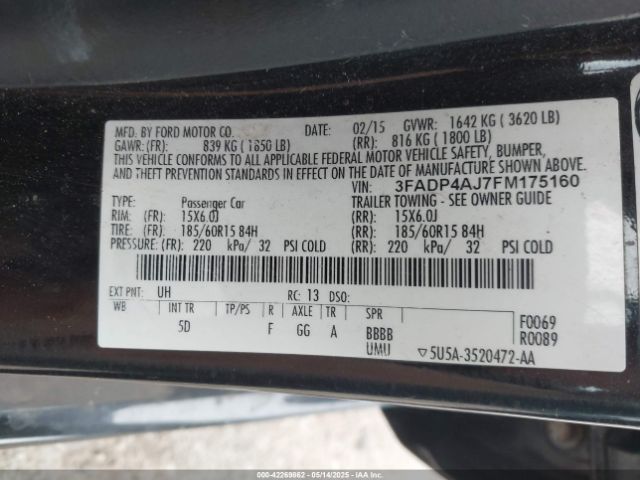 MFD. BY FORD MOTOR CO. DATE: 02/15 GVWR: 1642 KG ( 3620 LB)
GAWR: (FR): 839 KG ( 1850 LB) (RR): 816 KG ( 1800 LB)
THIS VEHICLE CONFORMS TO ALL APPLICABLE FEDERAL MOTOR VEHICLE SAFETY, BUMPER,
AND THEFT PREVENTION STANDARDS IN EFFECT ON THE DATE OF MANUFACTURE SHOWN ABOVE.
VIN: 3FADP4AJ7FM175160
TYPE: Passenger Car TRAILER TOWING - SEE OWNER GUIDE
RIM: (FR): 15X6.0J (RR): 15X6.0J
TIRE: (FR): 185/60R15 84H (RR): 185/60R15 84H
PRESSURE: (FR): 220 kPa/ 32 PSI COLD (RR): 220 kPa/ 32 PSI COLD
EXT PNT: UH RC: 13 DSO:
WB INT TR TP/PS R AXLE TR SPR F0069
5D F GG A BBBB R0089
UMU ▽5U5A-3520472-AA
000-42269862 05/14/2025 IAA